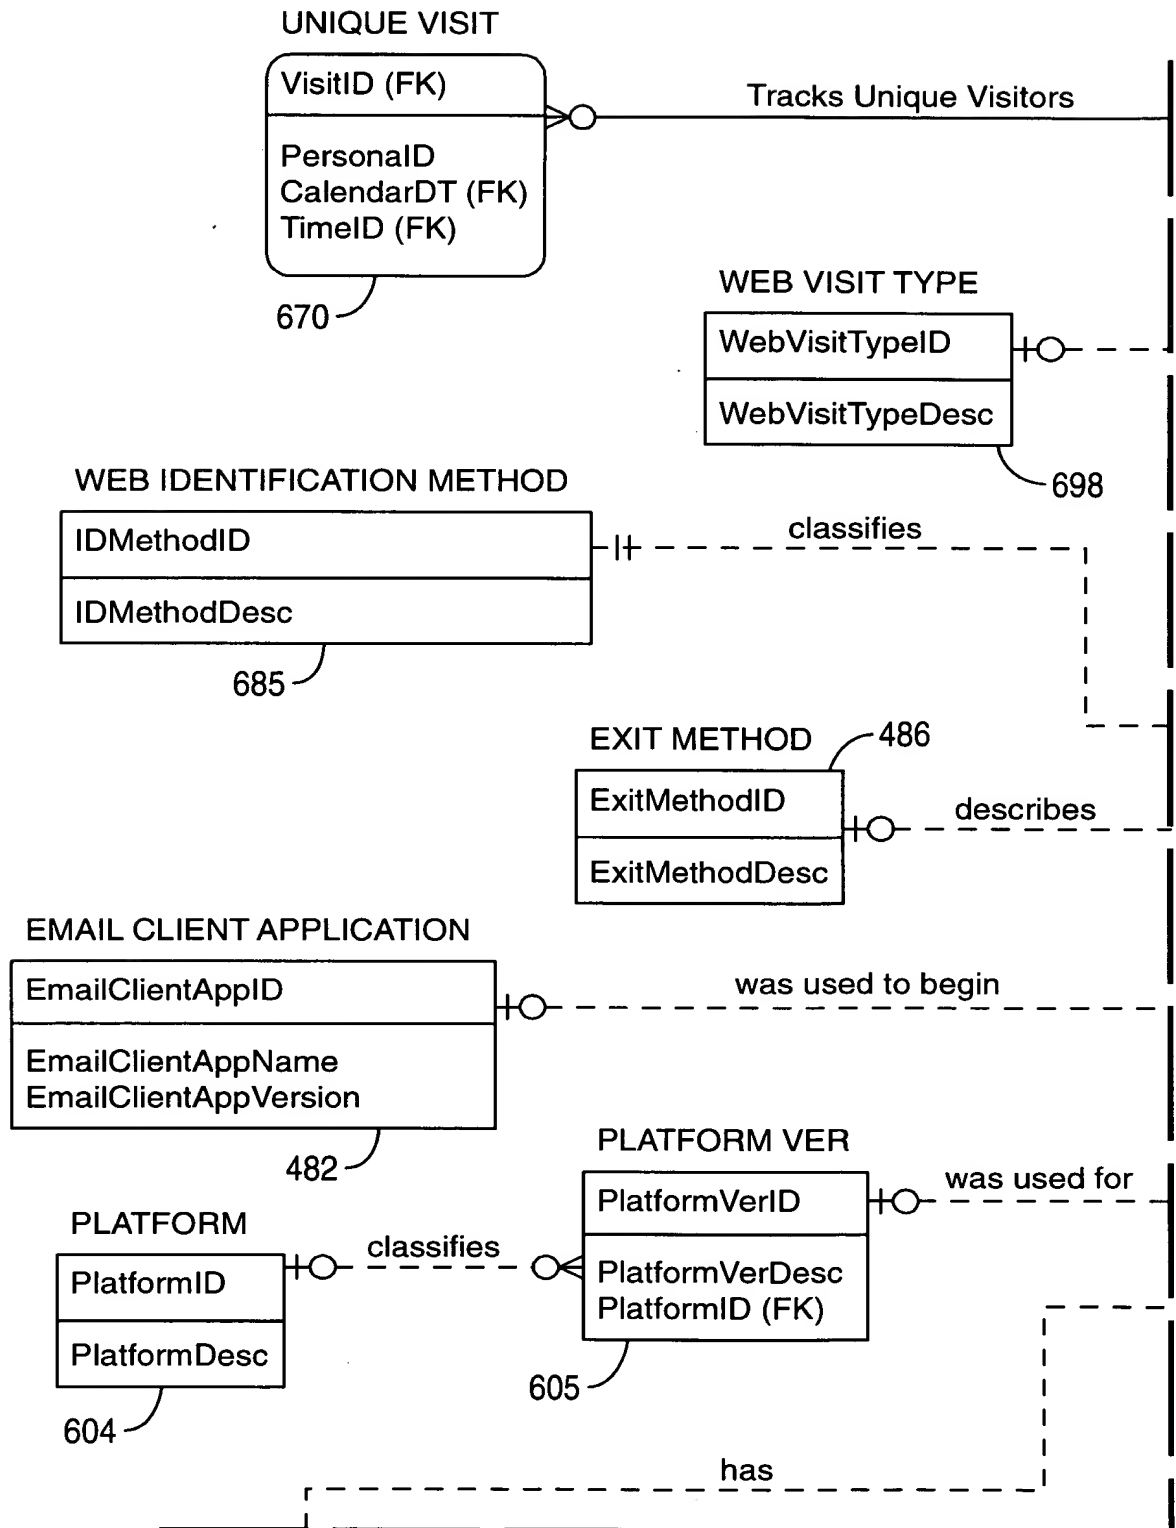 UNIQUE VISIT
VisitID (FK)
Tracks Unique Visitors
PersonaID
CalendarDT (FK)
TimeID (FK)
670
WEB VISIT TYPE
WebVisitTypeID
WebVisitTypeDesc
698
WEB IDENTIFICATION METHOD
IDMethodID
classifies
IDMethodDesc
685
EXIT METHOD
486
ExitMethodID
describes
ExitMethodDesc
EMAIL CLIENT APPLICATION
EmailClientAppID
was used to begin
EmailClientAppName
EmailClientAppVersion
482
PLATFORM VER
PlatformVerID
was used for
PlatformVerDesc
PlatformID (FK)
605
PLATFORM
classifies
PlatformID
PlatformDesc
604
has